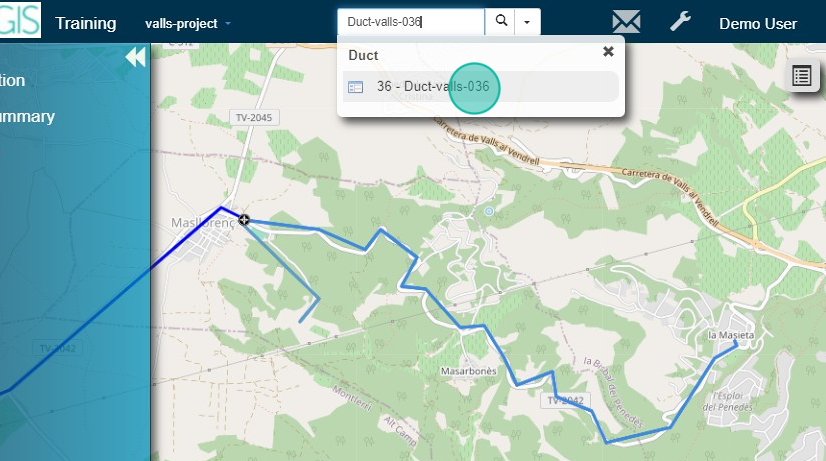 GIS
Training
valls-project
Duct-valls-036
Demo User
Duct
36 - Duct-valls-036
tion
ummary
TV-2045
Carretera de Valls al Vendrell
Carretera de Valls al Vendrell
Masllorenç
TV-2042
la Masieta
Masarbonès
la Bisbal del Penedès
TV-2042
l'Esplai
del Penedès
Montferri
Alt Camp